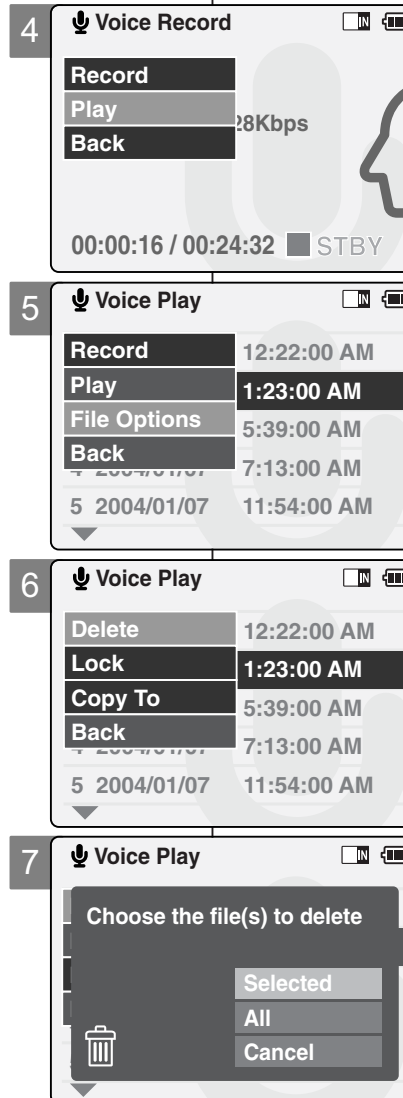 4
Voice Record IN
Record
Play
28Kbps
Back
00:00:16 / 00:24:32 STBY
5
Voice Play IN
Record 12:22:00 AM
Play 1:23:00 AM
File Options 5:39:00 AM
Back
7:13:00 AM
5 2004/01/07 11:54:00 AM
6
Voice Play IN
Delete 12:22:00 AM
Lock 1:23:00 AM
Copy To 5:39:00 AM
Back
7:13:00 AM
5 2004/01/07 11:54:00 AM
7
Voice Play IN
Choose the file(s) to delete
Selected
All
Cancel